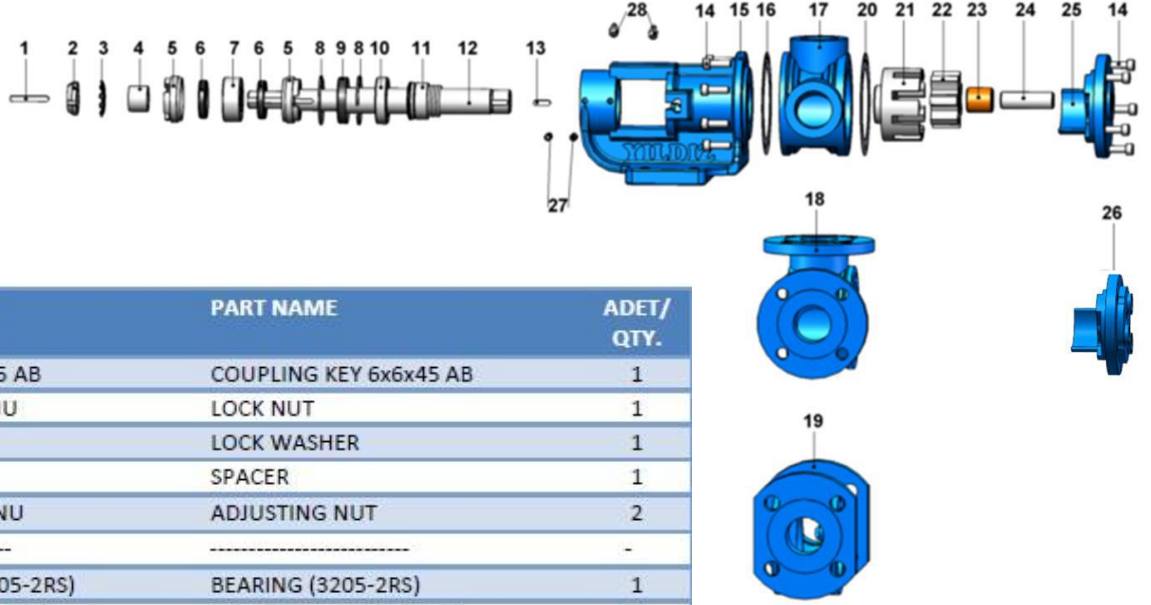 28 14 15 16 17 20 21 22 23 24 25 14
1 2 3 4 5 6 7 6 5 8 9 8 10 11 12 13
YILDIZ
27
18
26
19
PART NAME ADET/
QTY.
5 AB COUPLING KEY 6x6x45 AB 1
LOCK NUT 1
LOCK WASHER 1
SPACER 1
NU ADJUSTING NUT 2
-- -------------------------- -
05-2RS) BEARING (3205-2RS) 1